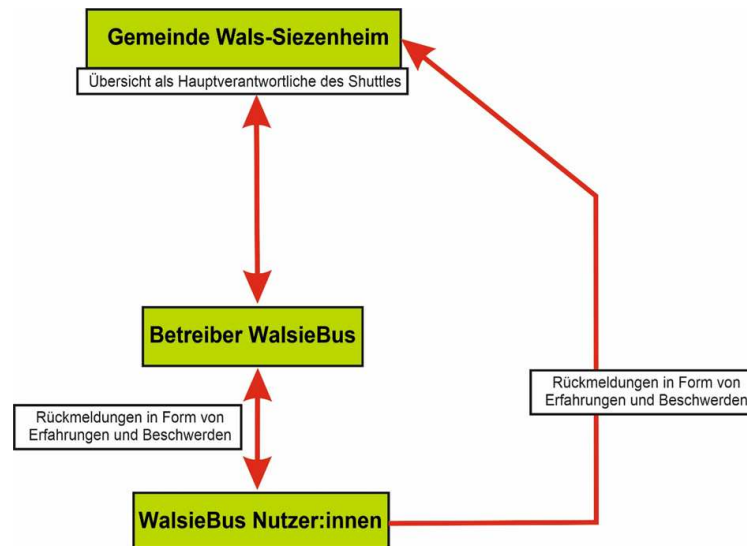 Gemeinde Wals-Siezenheim
Übersicht als Hauptverantwortliche des Shuttles
Betreiber WalsieBus
Rückmeldungen in Form von
Erfahrungen und Beschwerden
Rückmeldungen in Form von
Erfahrungen und Beschwerden
WalsieBus Nutzer:innen